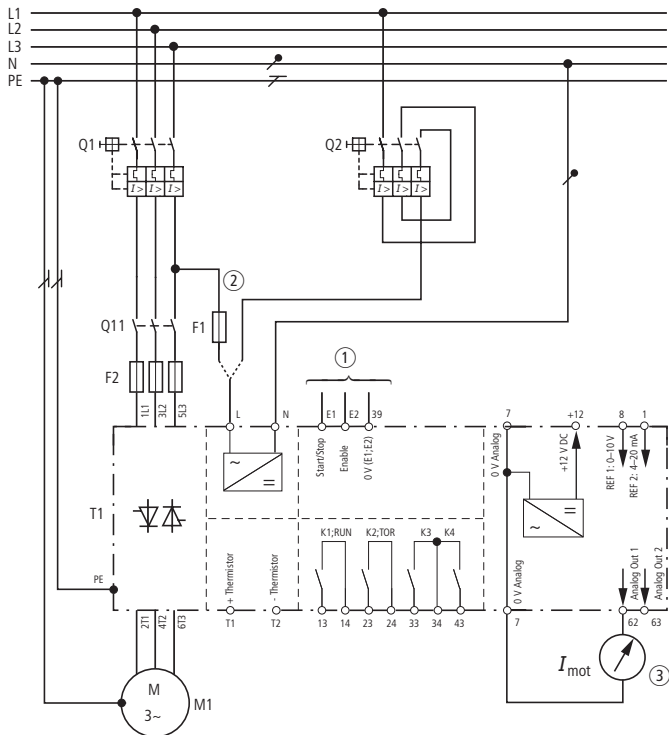 L1
L2
L3
N
PE
Q1
Q2
I> I> I>
I> I> I>
②
F1
Q11
①
F2
1L1 3L2 5L3
L N E1 E2 39 7 +12 8 1
Start/Stop
Enable
0 V (E1;E2)
0 V Analog
+12 V DC
REF 1: 0–10 V
REF 2: 4–20 mA
~
=
=
~
T1
K1;RUN K2;TOR K3 K4
PE
+ Thermistor
- Thermistor
0 V Analog
Analog Out 1
Analog Out 2
2T1 4T2 6T3
T1 T2 13 14 23 24 33 34 43 7 62 63
M
3~
M1
I mot
③